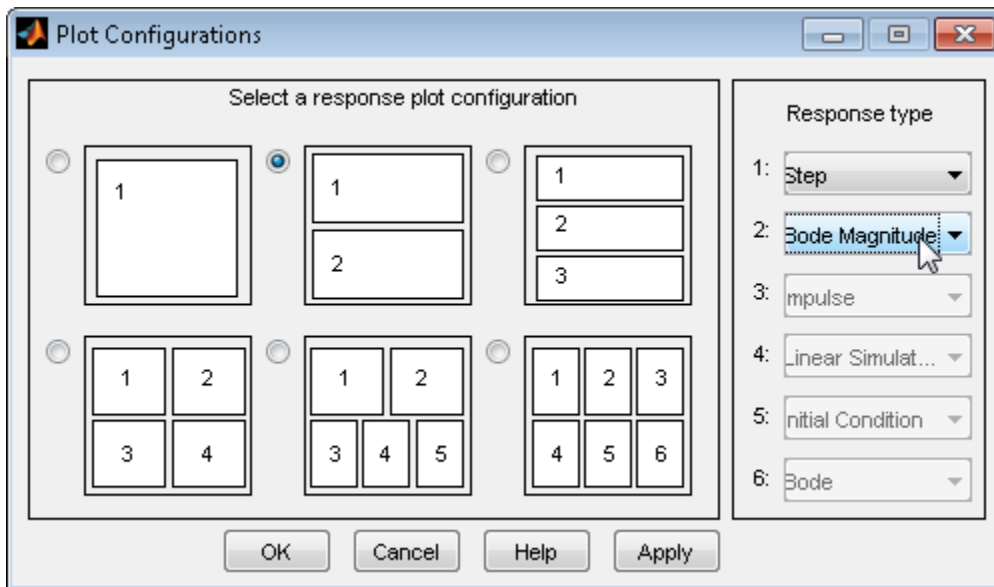 Plot Configurations
Select a response plot configuration
1
1
2
1
2
3
1 2
3 4
1 2
3 4 5
1 2 3
4 5 6
Response type
1: Step
2: Bode Magnitude
3: Impulse
4: Linear Simulat...
5: Initial Condition
6: Bode
OK Cancel Help Apply